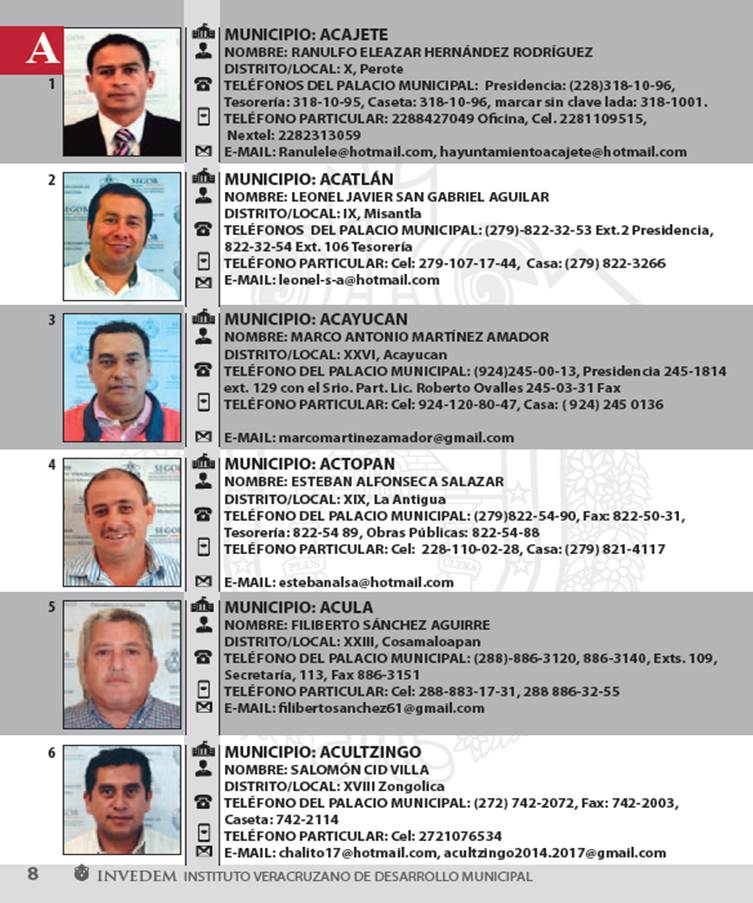 A
1
MUNICIPIO: ACAJETE
NOMBRE: RANULFO ELEAZAR HERNÁNDEZ RODRÍGUEZ
DISTRITO/LOCAL: X, Perote
TELÉFONOS DEL PALACIO MUNICIPAL: Presidencia: (228)318-10-96,
Tesorería: 318-10-95, Caseta: 318-10-96, marcar sin clave lada: 318-1001.
TELÉFONO PARTICULAR: 2288427049 Oficina, Cel. 2281109515,
Nextel: 2282313059
E-MAIL: Ranulele@hotmail.com, hayuntamientoacajete@hotmail.com
2
MUNICIPIO: ACATLÁN
NOMBRE: LEONEL JAVIER SAN GABRIEL AGUILAR
DISTRITO/LOCAL: IX, Misantla
TELÉFONOS DEL PALACIO MUNICIPAL: (279)-822-32-53 Ext.2 Presidencia,
822-32-54 Ext. 106 Tesorería
TELÉFONO PARTICULAR: Cel: 279-107-17-44, Casa: (279) 822-3266
E-MAIL: leonel-s-a@hotmail.com
3
MUNICIPIO: ACAYUCAN
NOMBRE: MARCO ANTONIO MARTÍNEZ AMADOR
DISTRITO/LOCAL: XXVI, Acayucan
TELÉFONO DEL PALACIO MUNICIPAL: (924)245-00-13, Presidencia 245-1814
ext. 129 con el Srio. Part. Lic. Roberto Ovalles 245-03-31 Fax
TELÉFONO PARTICULAR: Cel: 924-120-80-47, Casa: ( 924) 245 0136
E-MAIL: marcomartinezamador@gmail.com
4
MUNICIPIO: ACTOPAN
NOMBRE: ESTEBAN ALFONSECA SALAZAR
DISTRITO/LOCAL: XIX, La Antigua
TELÉFONO DEL PALACIO MUNICIPAL: (279)822-54-90, Fax: 822-50-31,
Tesorería: 822-54 89, Obras Públicas: 822-54-88
TELÉFONO PARTICULAR: Cel: 228-110-02-28, Casa: (279) 821-4117
PLUS ULTRA
E-MAIL: estebanalsa@hotmail.com
5
MUNICIPIO: ACULA
NOMBRE: FILIBERTO SÁNCHEZ AGUIRRE
DISTRITO/LOCAL: XXIII, Cosamaloapan
TELÉFONO DEL PALACIO MUNICIPAL: (288)-886-3120, 886-3140, Exts. 109,
Secretaría, 113, Fax 886-3151
TELÉFONO PARTICULAR: Cel: 288-883-17-31, 288 886-32-55
E-MAIL: filibertosanchez61@gmail.com
6
MUNICIPIO: ACULTZINGO
NOMBRE: SALOMÓN CID VILLA
DISTRITO/LOCAL: XVIII Zongolica
TELÉFONO DEL PALACIO MUNICIPAL: (272) 742-2072, Fax: 742-2003,
Caseta: 742-2114
TELÉFONO PARTICULAR: Cel: 2721076534
E-MAIL: chalito17@hotmail.com, acultzingo2014.2017@gmail.com
8 INVEDEM INSTITUTO VERACRUZANO DE DESARROLLO MUNICIPAL